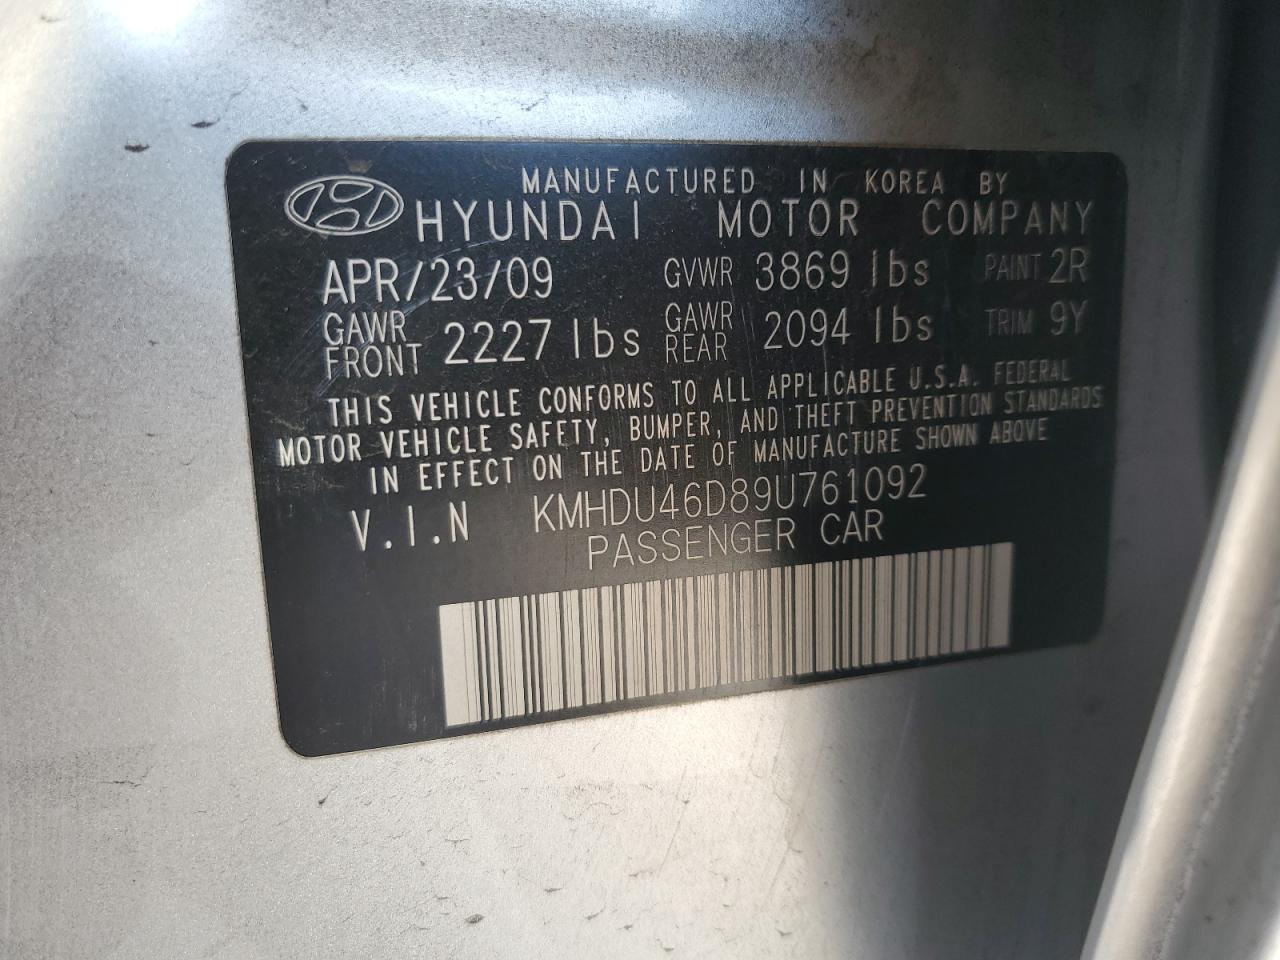 MANUFACTURED IN KOREA BY
HYUNDAI MOTOR COMPANY
APR/23/09 GVWR 3869 lbs PAINT 2R
GAWR FRONT 2227 lbs GAWR REAR 2094 lbs TRIM 9Y
THIS VEHICLE CONFORMS TO ALL APPLICABLE U.S.A. FEDERAL
MOTOR VEHICLE SAFETY, BUMPER, AND THEFT PREVENTION STANDARDS
IN EFFECT ON THE DATE OF MANUFACTURE SHOWN ABOVE
V.I.N KMHDU46D89U761092
PASSENGER CAR